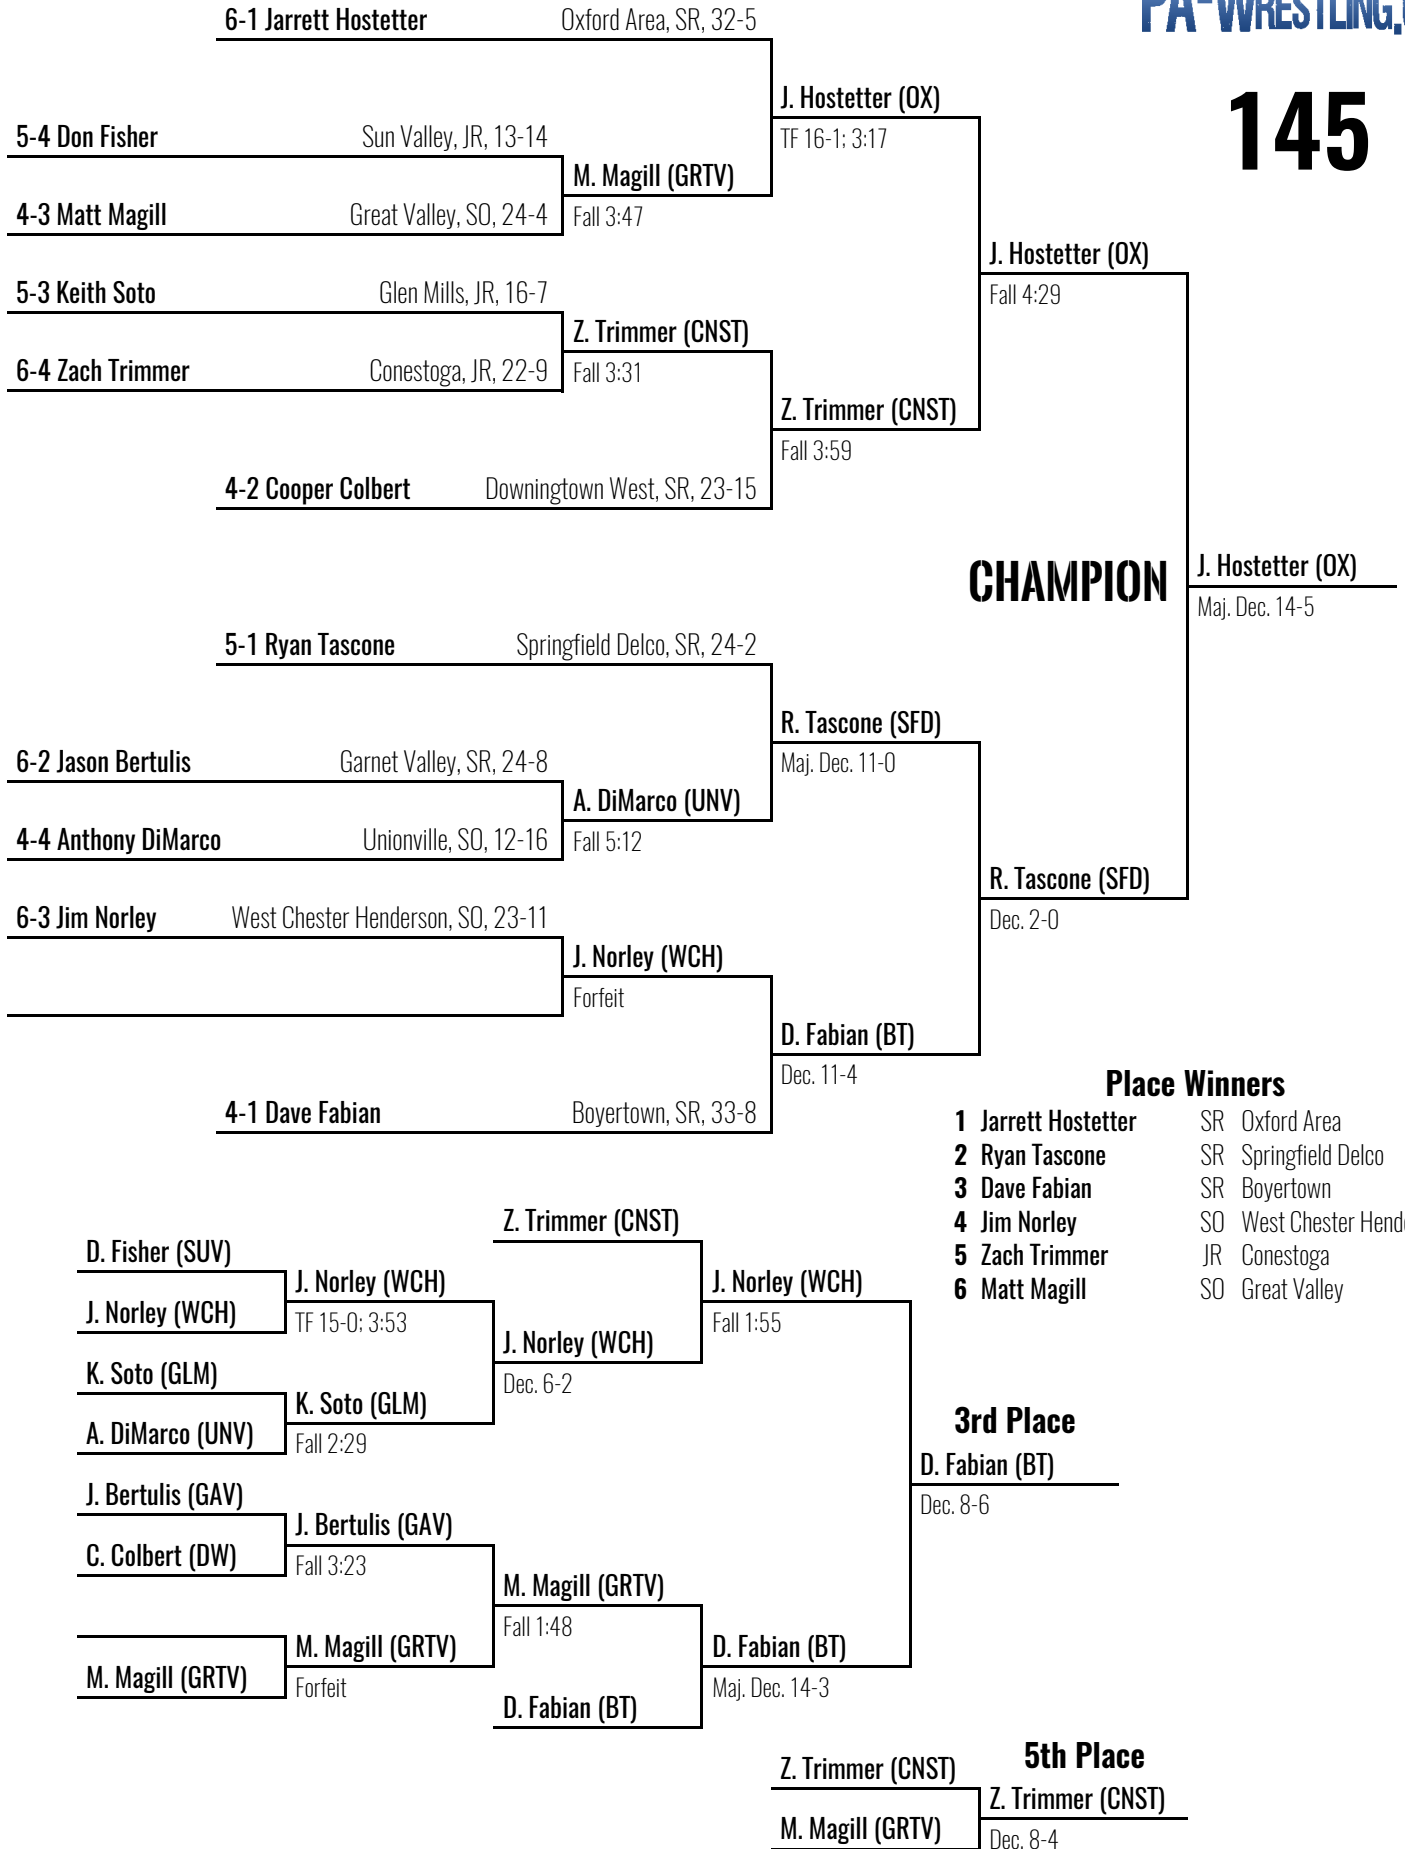 6-1 Jarrett Hostetter Oxford Area, SR, 32-5
PA-WRESTLING.
145
J. Hostetter (OX)
TF 16-1; 3:17
5-4 Don Fisher Sun Valley, JR, 13-14
M. Magill (GRTV)
Fall 3:47
4-3 Matt Magill Great Valley, SO, 24-4
J. Hostetter (OX)
Fall 4:29
5-3 Keith Soto Glen Mills, JR, 16-7
Z. Trimmer (CNST)
Fall 3:31
6-4 Zach Trimmer Conestoga, JR, 22-9
Z. Trimmer (CNST)
Fall 3:59
4-2 Cooper Colbert Downingtown West, SR, 23-15
CHAMPION
J. Hostetter (OX)
Maj. Dec. 14-5
5-1 Ryan Tascone Springfield Delco, SR, 24-2
R. Tascone (SFD)
Maj. Dec. 11-0
6-2 Jason Bertulis Garnet Valley, SR, 24-8
A. DiMarco (UNV)
Fall 5:12
4-4 Anthony DiMarco Unionville, SO, 12-16
R. Tascone (SFD)
Dec. 2-0
6-3 Jim Norley West Chester Henderson, SO, 23-11
J. Norley (WCH)
Forfeit
D. Fabian (BT)
Dec. 11-4
4-1 Dave Fabian Boyertown, SR, 33-8
Place Winners
1 Jarrett Hostetter SR Oxford Area
2 Ryan Tascone SR Springfield Delco
3 Dave Fabian SR Boyertown
4 Jim Norley SO West Chester Hend
5 Zach Trimmer JR Conestoga
6 Matt Magill SO Great Valley
Z. Trimmer (CNST)
D. Fisher (SUV)
J. Norley (WCH)
TF 15-0; 3:53
J. Norley (WCH)
J. Norley (WCH)
Fall 1:55
J. Norley (WCH)
Dec. 6-2
K. Soto (GLM)
K. Soto (GLM)
Fall 2:29
A. DiMarco (UNV)
3rd Place
D. Fabian (BT)
Dec. 8-6
J. Bertulis (GAV)
J. Bertulis (GAV)
Fall 3:23
C. Colbert (DW)
M. Magill (GRTV)
Fall 1:48
M. Magill (GRTV)
Forfeit
M. Magill (GRTV)
D. Fabian (BT)
Maj. Dec. 14-3
D. Fabian (BT)
5th Place
Z. Trimmer (CNST)
Z. Trimmer (CNST)
Dec. 8-4
M. Magill (GRTV)